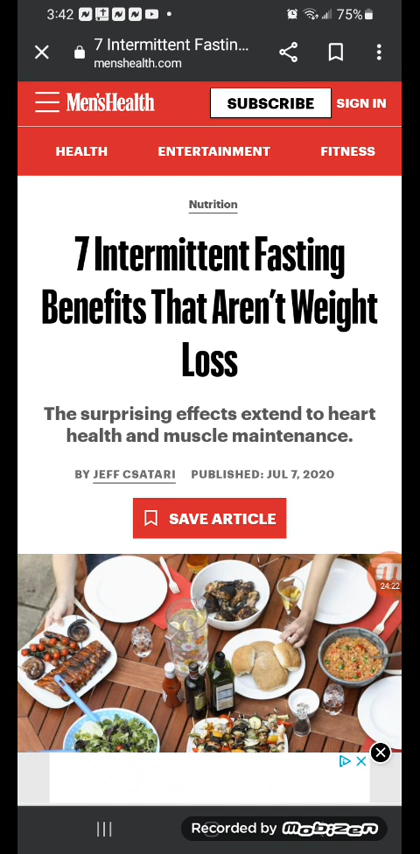 3:42
75%
7 Intermittent Fastin...
menshealth.com
Men'sHealth
SUBSCRIBE
SIGN IN
HEALTH
ENTERTAINMENT
FITNESS
Nutrition
7 Intermittent Fasting
Benefits That Aren't Weight
Loss
The surprising effects extend to heart
health and muscle maintenance.
BY JEFF CSATARI PUBLISHED: JUL 7, 2020
SAVE ARTICLE
24:22
Recorded by mobizen